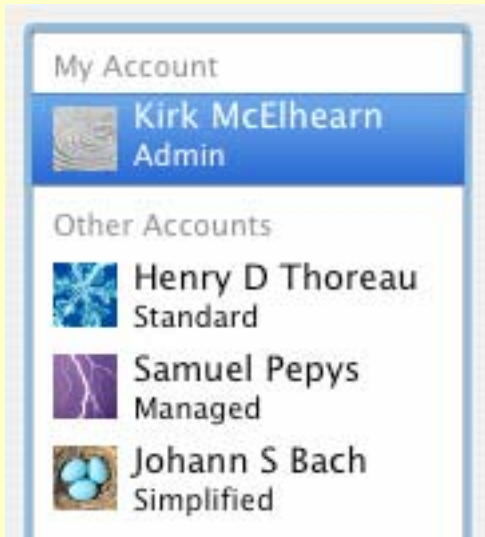 My Account
Kirk McElhearn
Admin
Other Accounts
Henry D Thoreau
Standard
Samuel Pepys
Managed
Johann S Bach
Simplified